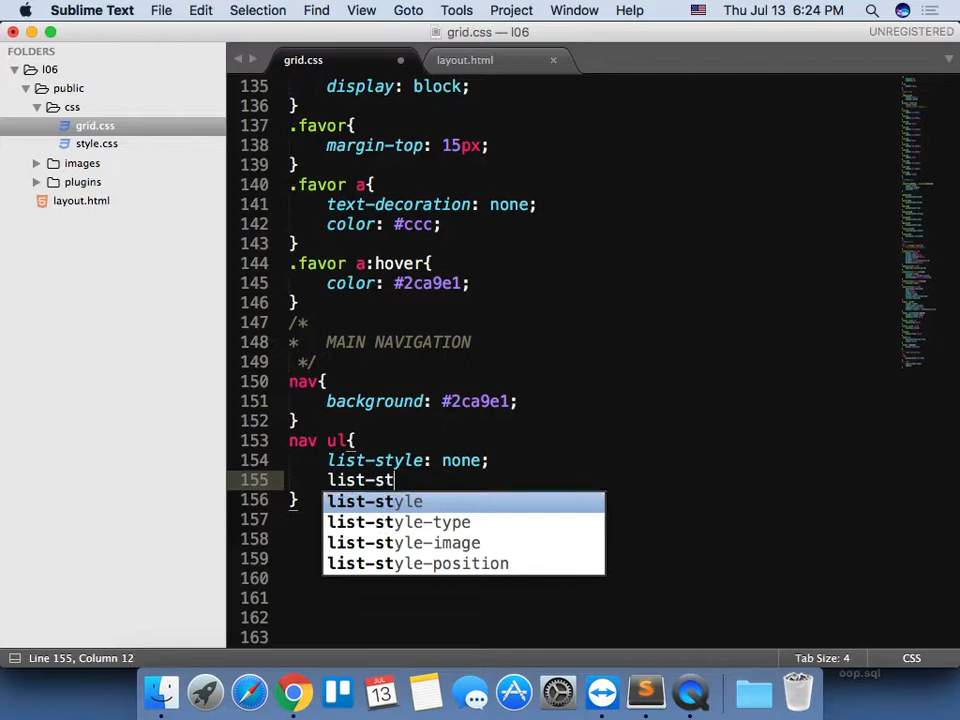 Sublime Text File Edit Selection Find View Goto Tools Project Window Help Thu Jul 13 6:24 PM
grid.css — l06 UNREGISTERED
FOLDERS
l06
public
css
grid.css
style.css
images
plugins
layout.html
grid.css layout.html
135 display: block;
136 }
137 .favor{
138 margin-top: 15px;
139 }
140 .favor a{
141 text-decoration: none;
142 color: #ccc;
143 }
144 .favor a:hover{
145 color: #2ca9e1;
146 }
147 /*
148 * MAIN NAVIGATION
149 */
150 nav{
151 background: #2ca9e1;
152 }
153 nav ul{
154 list-style: none;
155 list-st
156 }
list-style
list-style-type
list-style-image
list-style-position
157
158
159
160
161
162
163
Line 155, Column 12 Tab Size: 4 CSS
oop.sql
JUL
13